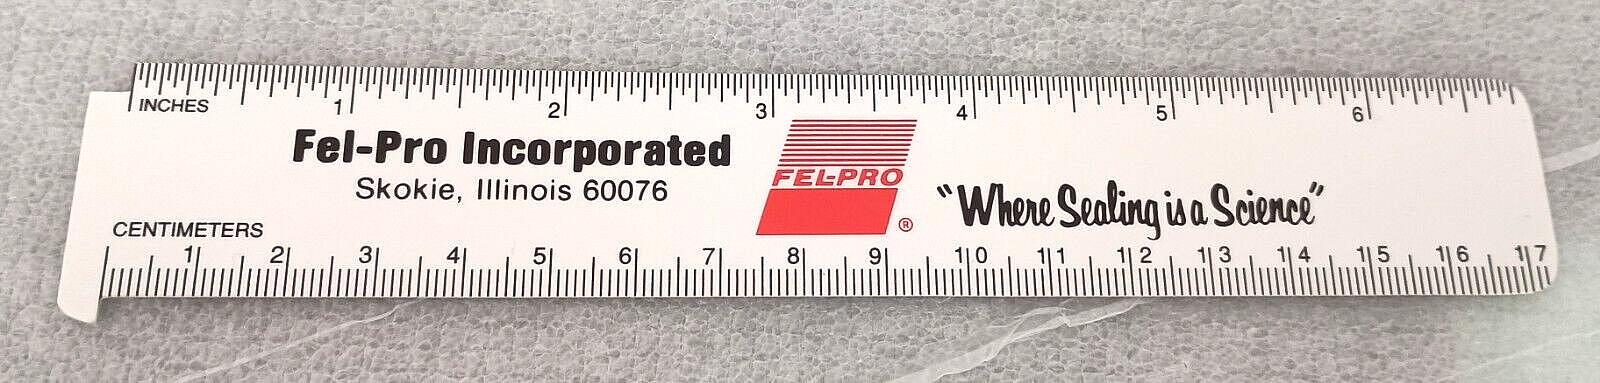 INCHES 1 2 3 4 5 6
Fel-Pro Incorporated
Skokie, Illinois 60076
FEL-PRO
®
"Where Sealing is a Science"
CENTIMETERS
1 2 3 4 5 6 7 8 9 10 11 12 13 14 15 16 17